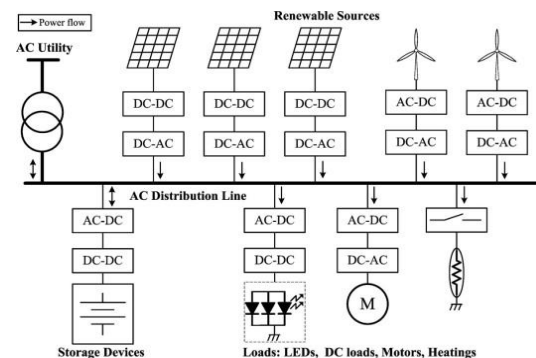 Power flow
Renewable Sources
AC Utility
DC-DC
DC-DC
DC-DC
AC-DC
AC-DC
DC-AC
DC-AC
DC-AC
DC-AC
DC-AC
AC Distribution Line
AC-DC
AC-DC
AC-DC
DC-DC
DC-DC
DC-AC
M
Storage Devices
Loads: LEDs, DC loads, Motors, Heatings